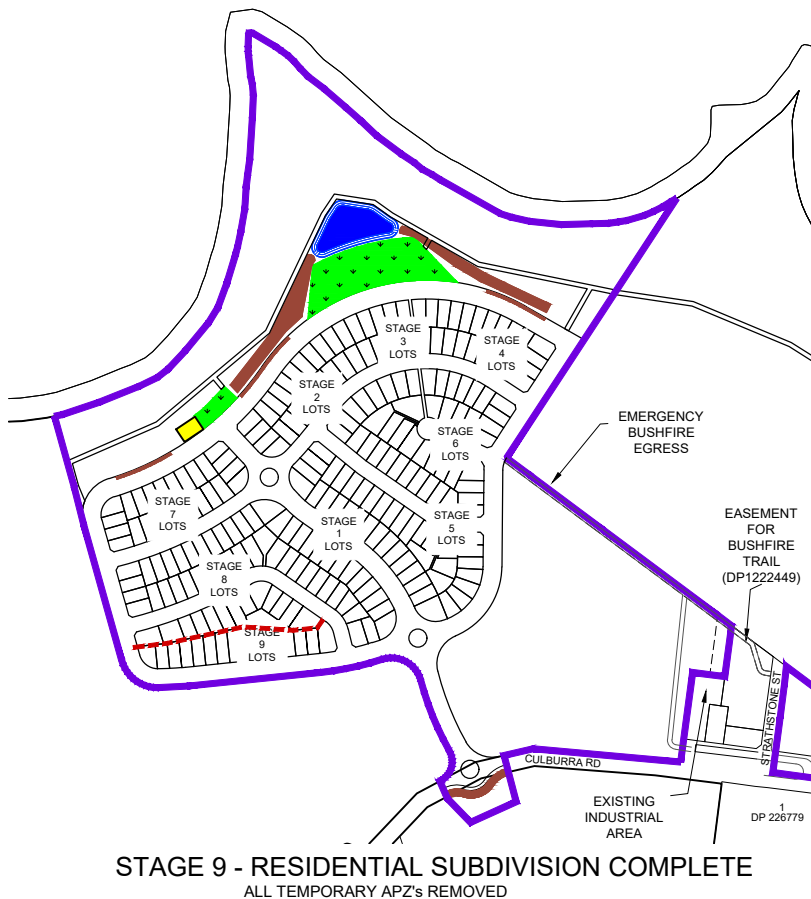 STAGE
3
LOTS
STAGE
4
LOTS
STAGE
2
LOTS
STAGE
6
LOTS
EMERGENCY
BUSHFIRE
EGRESS
STAGE
7
LOTS
STAGE
1
LOTS
STAGE
5
LOTS
EASEMENT
FOR
BUSHFIRE
TRAIL
(DP1222449)
STAGE
8
LOTS
STAGE
9
LOTS
STRATHSTONE ST
CULBURRA RD
EXISTING
INDUSTRIAL
AREA
1
DP 226779
STAGE 9 - RESIDENTIAL SUBDIVISION COMPLETE
ALL TEMPORARY APZ's REMOVED